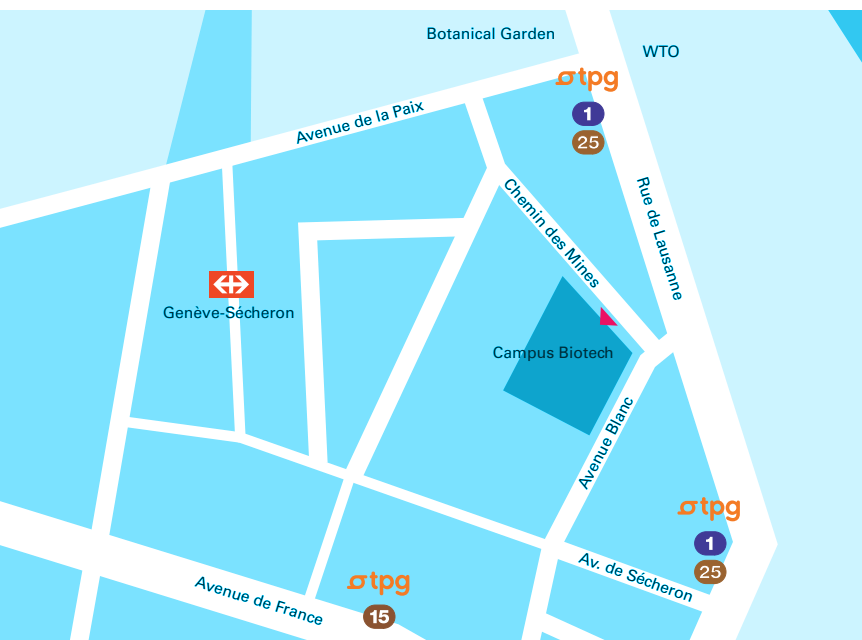 Botanical Garden
WTO
tpg
1
25
Avenue de la Paix
Chemin des Mines
Rue de Lausanne
Genève-Sécheron
Campus Biotech
Avenue Blanc
tpg
1
25
Av. de Sécheron
tpg
15
Avenue de France